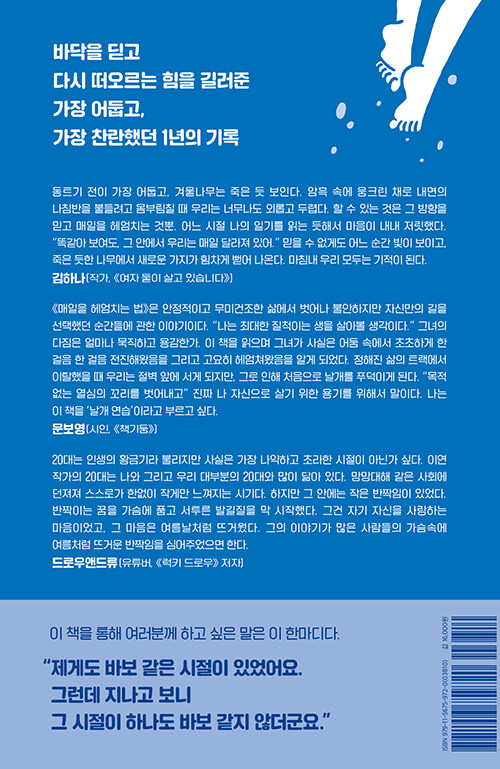 바닥을 딛고
다시 떠오르는 힘을 길러준
가장 어둡고,
가장 찬란했던 1년의 기록
동트기 전이 가장 어둡고, 겨울나무는 죽은 듯 보인다. 암흑 속에 웅크린 채로 내면의
나침반을 붙들려고 몸부림칠 때 우리는 너무나도 외롭고 두렵다. 할 수 있는 것은 그 방향을
믿고 매일을 헤엄치는 것뿐. 어느 시절 나의 일기를 읽는 듯해서 마음이 내내 저릿했다.
“똑같아 보여도, 그 안에서 우리는 매일 달라져 있어.” 믿을 수 없게도 어느 순간 빛이 보이고,
죽은 듯한 나무에서 새로운 가지가 힘차게 뻗어 나온다. 마침내 우리 모두는 기적이 된다.
김하나(작가, 《여자 둘이 살고 있습니다》)
《매일을 헤엄치는 법》은 안정적이고 무미건조한 삶에서 벗어나 불안하지만 자신만의 길을
선택했던 순간들에 관한 이야기이다. “나는 최대한 질척이는 생을 살아볼 생각이다.” 그녀의
다짐은 얼마나 묵직하고 용감한가. 이 책을 읽으며 그녀가 사실은 어둠 속에서 초초하게 한
걸음 한 걸음 전진해왔음을 그리고 고요히 헤엄쳐왔음을 알게 되었다. 정해진 삶의 트랙에서
이탈했을 때 우리는 절벽 앞에 서게 되지만, 그로 인해 처음으로 날개를 푸덕이게 된다. “목적
없는 열심의 꼬리를 벗어내고” 진짜 나 자신으로 살기 위한 용기를 위해서 말이다. 나는
이 책을 ‘날개 연습’이라고 부르고 싶다.
문보영(시인, 《책기둥》)
20대는 인생의 황금기라 불리지만 사실은 가장 나약하고 초라한 시절이 아닌가 싶다. 이연
작가의 20대는 나와 그리고 우리 대부분의 20대와 많이 닮아 있다. 망망대해 같은 사회에
던져져 스스로가 한없이 작게만 느껴지는 시기다. 하지만 그 안에는 작은 반짝임이 있었다.
반짝이는 꿈을 가슴에 품고 서투른 발길질을 막 시작했다. 그건 자기 자신을 사랑하는
마음이었고, 그 마음은 여름날처럼 뜨거웠다. 그의 이야기가 많은 사람들의 가슴속에
여름처럼 뜨거운 반짝임을 심어주었으면 한다.
드로우앤드류(유튜버, 《럭키 드로우》 저자)
이 책을 통해 여러분께 하고 싶은 말은 이 한마디다.
“제게도 바보 같은 시절이 있었어요.
그런데 지나고 보니
그 시절이 하나도 바보 같지 않더군요.”
ISBN 979-11-5675-972-0(03810) 값 16,000원